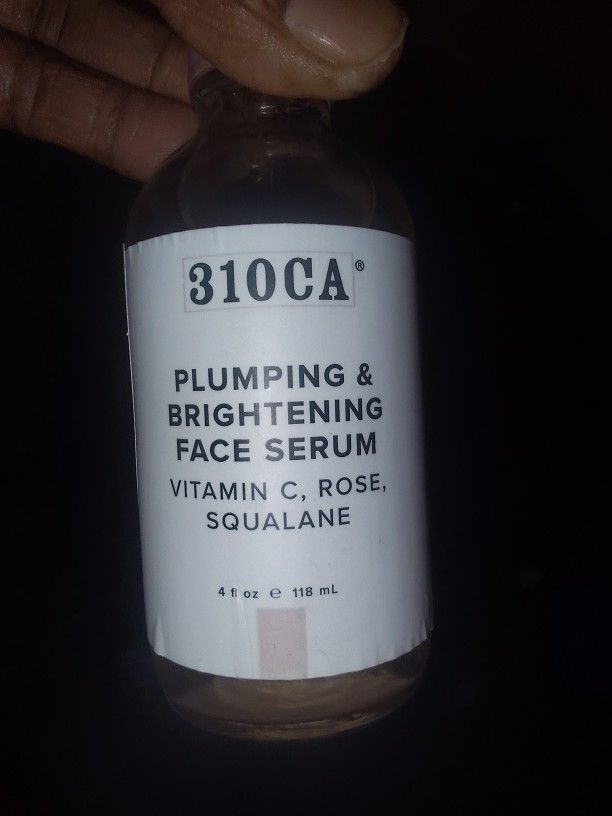 310CA®
PLUMPING &
BRIGHTENING
FACE SERUM
VITAMIN C, ROSE,
SQUALANE
4 fl oz e 118 mL